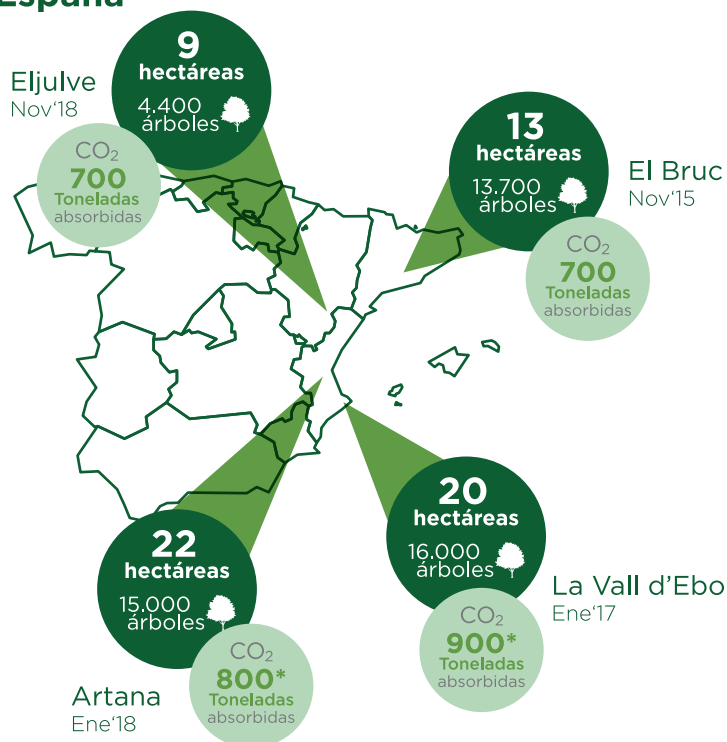 España
9
hectáreas
4.400
árboles
Eljulve
Nov‘18
CO₂
700
Toneladas
absorbidas
13
hectáreas
13.700
árboles
El Bruc
Nov‘15
CO₂
700
Toneladas
absorbidas
22
hectáreas
15.000
árboles
Artana
Ene‘18
CO₂
800*
Toneladas
absorbidas
20
hectáreas
16.000
árboles
La Vall d’Ebo
Ene‘17
CO₂
900*
Toneladas
absorbidas